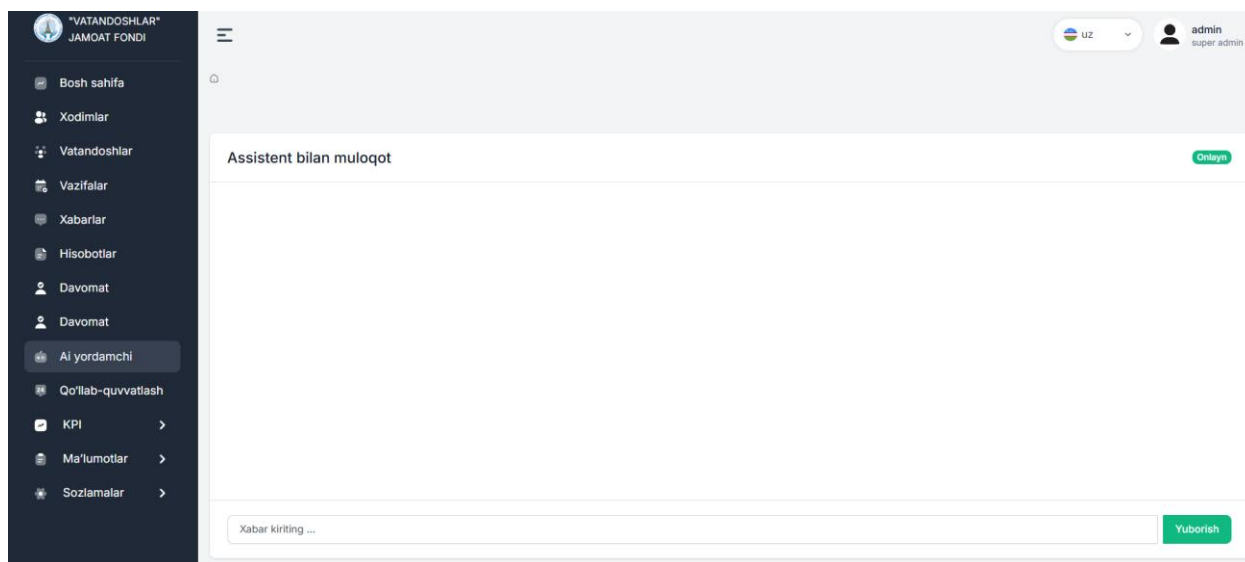 "VATANDOSHLAR"
JAMOAT FONDI
uz
admin
super admin
Bosh sahifa
Xodimlar
Vatandoshlar
Vazifalar
Xabarlar
Hisobotlar
Davomat
Davomat
Ai yordamchi
Qo'llab-quvvatlash
KPI
Ma'lumotlar
Sozlamalar
Assistent bilan muloqot
Onlayn
Xabar kiriting ...
Yuborish